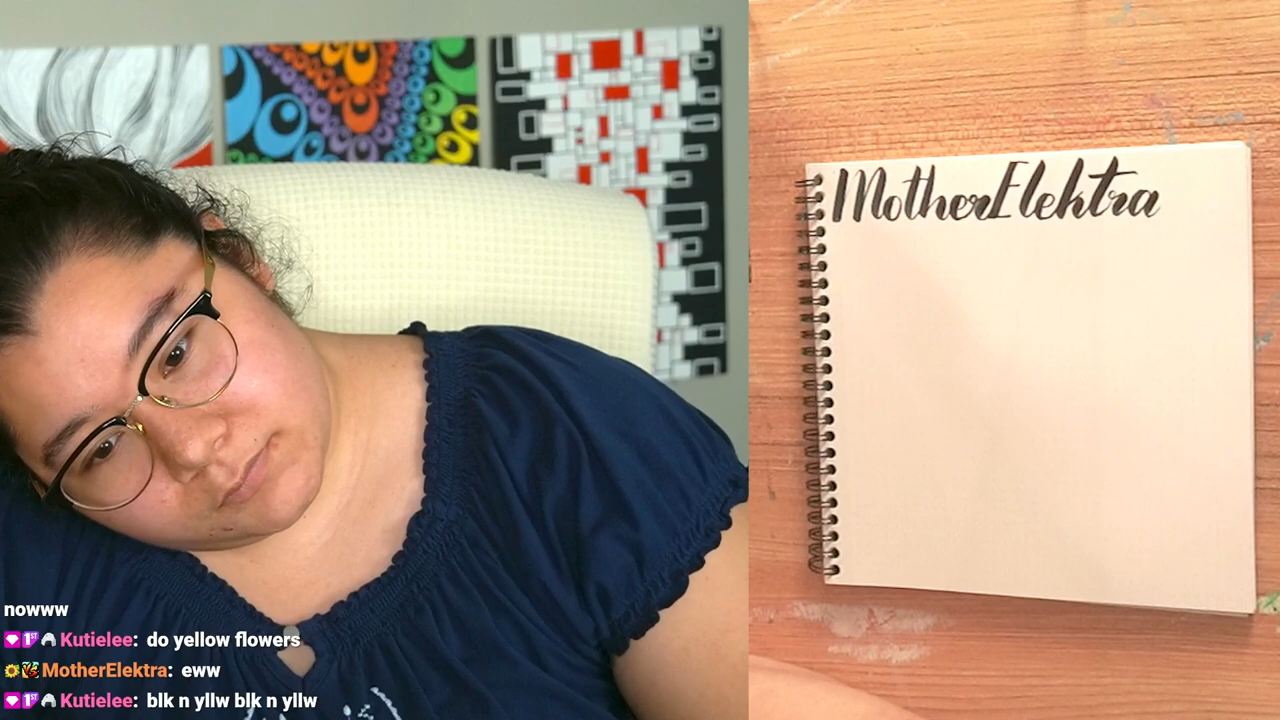 MotherElektra
nowww
Kutielee: do yellow flowers
MotherElektra: eww
Kutielee: blk n yllw blk n yllw